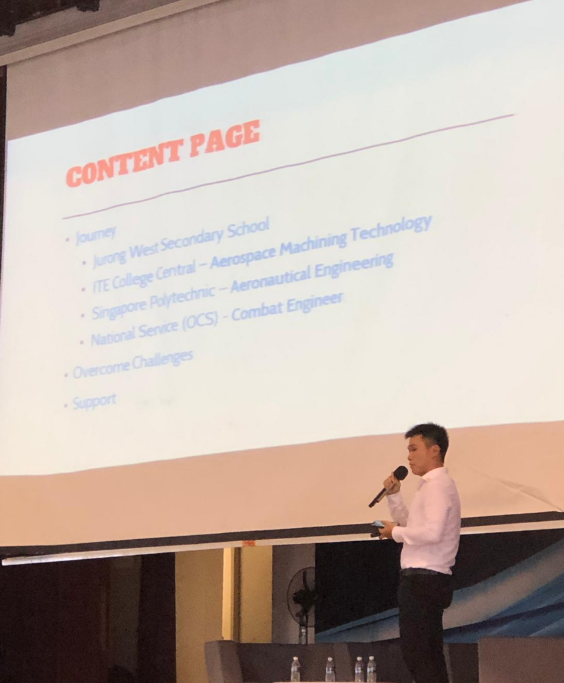 CONTENT PAGE
• Journey
• Jurong West Secondary School
• ITE College Central – Aerospace Machining Technology
• Singapore Polytechnic – Aeronautical Engineering
• National Service (OCS) - Combat Engineer
• Overcome Challenges
• Support